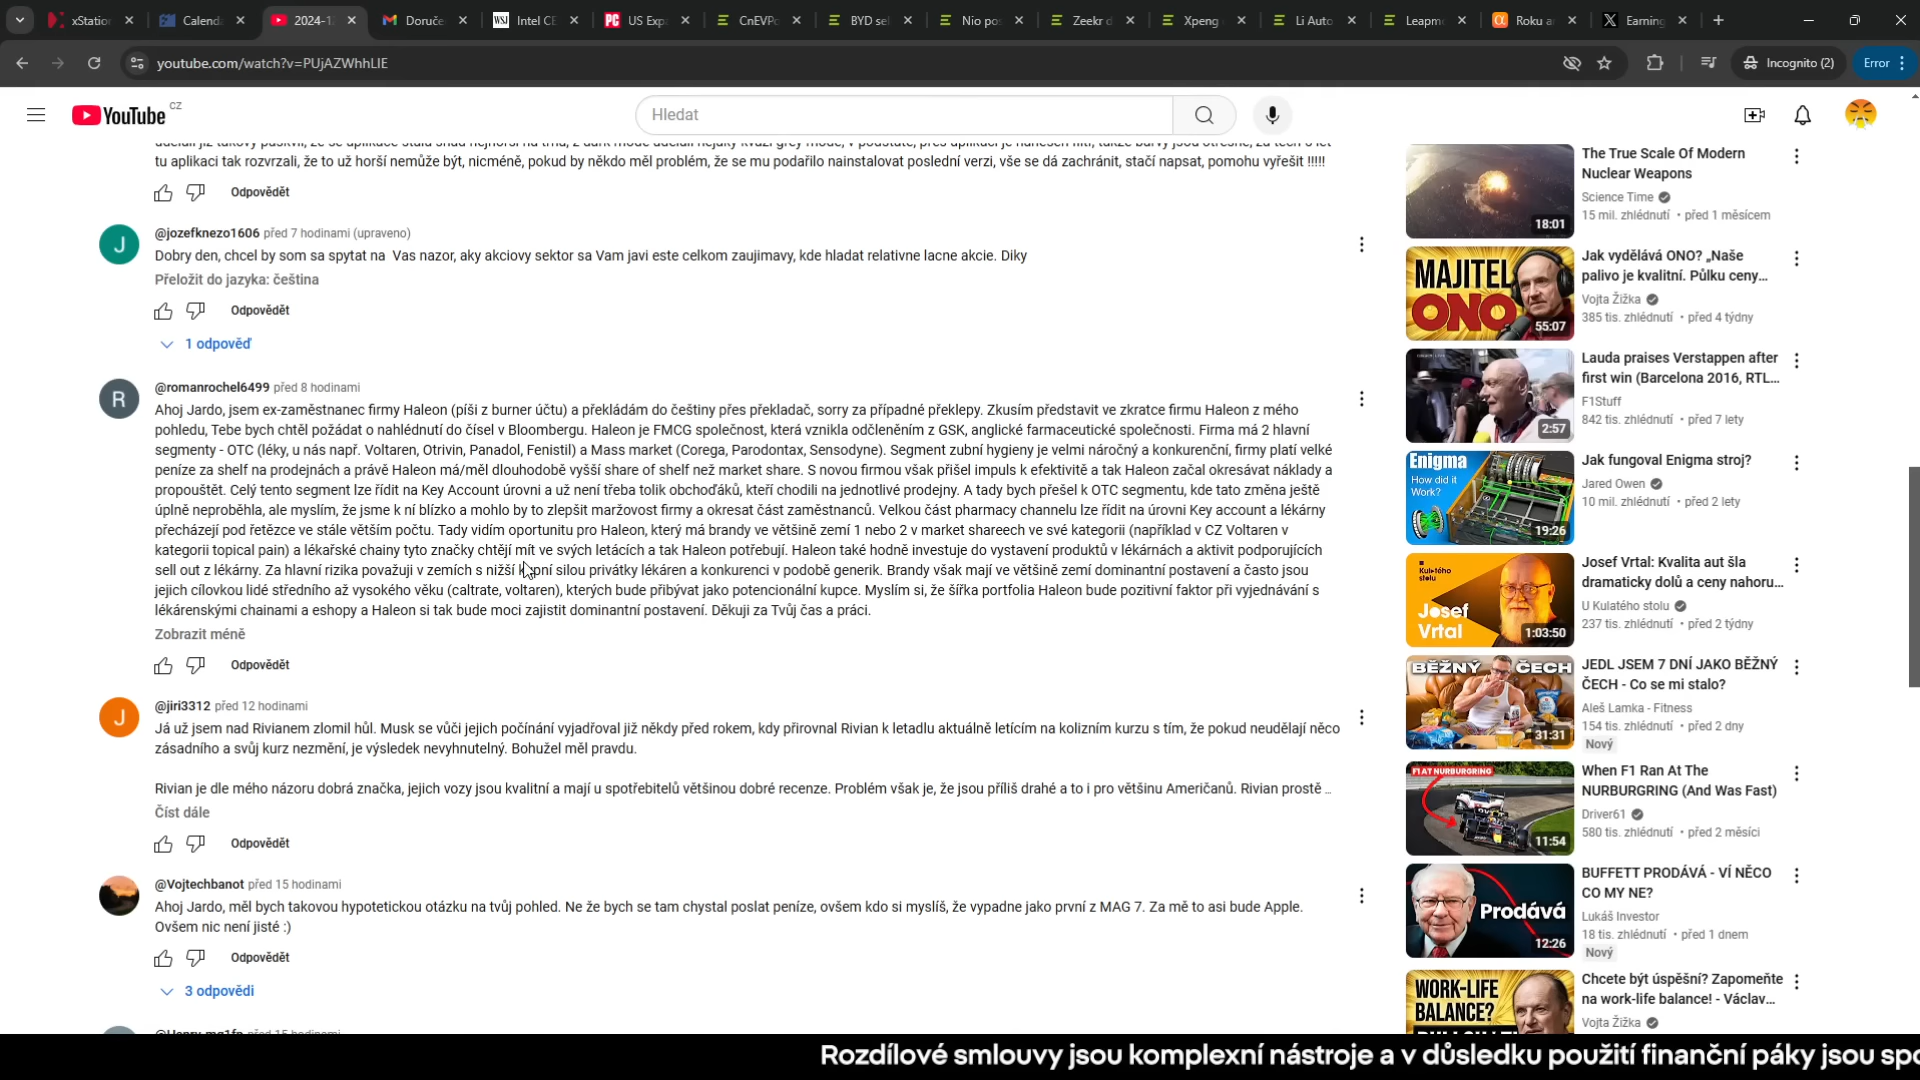 xStation
Calend
2024-1
Doruče
Intel CE
US Exp
CnEVPo
BYD sel
Nio po
Zeekr d
Xpeng
Li Auto
Leapm
Roku a
Earning
youtube.com/watch?v=PUjAZWhhLIE
Incognito (2)
Error
YouTube CZ
Hledat
tu aplikaci tak rozvrzali, že to už horší nemůže být, nicméně, pokud by někdo měl problém, že se mu podařilo nainstalovat poslední verzi, vše se dá zachránit, stačí napsat, pomohu vyřešit !!!!!
Odpovědět
@jozefknezo1606 před 7 hodinami (upraveno)
Dobry den, chcel by som sa spytat na Vas nazor, aky akciovy sektor sa Vam javi este celkom zaujimavy, kde hladat relativne lacne akcie. Diky
Přeložit do jazyka: čeština
Odpovědět
1 odpověď
@romanrochel6499 před 8 hodinami
Ahoj Jardo, jsem ex-zaměstnanec firmy Haleon (píši z burner účtu) a překládám do češtiny přes překladač, sorry za případné překlepy. Zkusím představit ve zkratce firmu Haleon z mého
pohledu, Tebe bych chtěl požádat o nahlédnutí do čísel v Bloombergu. Haleon je FMCG společnost, která vznikla odčleněním z GSK, anglické farmaceutické společnosti. Firma má 2 hlavní
segmenty - OTC (léky, u nás např. Voltaren, Otrivin, Panadol, Fenistil) a Mass market (Corega, Parodontax, Sensodyne). Segment zubní hygieny je velmi náročný a konkurenční, firmy platí velké
peníze za shelf na prodejnách a právě Haleon má/měl dlouhodobě vyšší share of shelf než market share. S novou firmou však přišel impuls k efektivitě a tak Haleon začal okresávat náklady a
propouštět. Celý tento segment lze řídit na Key Account úrovni a už není třeba tolik obchoďáků, kteří chodili na jednotlivé prodejny. A tady bych přešel k OTC segmentu, kde tato změna ještě
úplně neproběhla, ale myslím, že jsme k ní blízko a mohlo by to zlepšit maržovost firmy a okresat část zaměstnanců. Velkou část pharmacy channelu lze řídit na úrovni Key account a lékárny
přecházejí pod řetězce ve stále větším počtu. Tady vidím oportunitu pro Haleon, který má brandy ve většině zemí 1 nebo 2 v market shareech ve své kategorii (například v CZ Voltaren v
kategorii topical pain) a lékařské chainy tyto značky chtějí mít ve svých letácích a tak Haleon potřebují. Haleon také hodně investuje do vystavení produktů v lékárnách a aktivit podporujících
sell out z lékárny. Za hlavní rizika považuji v zemích s nižší kupní silou privátky lékáren a konkurenci v podobě generik. Brandy však mají ve většině zemí dominantní postavení a často jsou
jejich cílovkou lidé středního až vysokého věku (caltrate, voltaren), kterých bude přibývat jako potencionální kupce. Myslím si, že šířka portfolia Haleon bude pozitivní faktor při vyjednávání s
lékárenskými chainami a eshopy a Haleon si tak bude moci zajistit dominantní postavení. Děkuji za Tvůj čas a práci.
Zobrazit méně
Odpovědět
@jiri3312 před 12 hodinami
Já už jsem nad Rivianem zlomil hůl. Musk se vůči jejich počínání vyjadřoval již někdy před rokem, kdy přirovnal Rivian k letadlu aktuálně letícím na kolizním kurzu s tím, že pokud neudělají něco
zásadního a svůj kurz nezmění, je výsledek nevyhnutelný. Bohužel měl pravdu.
Rivian je dle mého názoru dobrá značka, jejich vozy jsou kvalitní a mají u spotřebitelů většinou dobré recenze. Problém však je, že jsou příliš drahé a to i pro většinu Američanů. Rivian prostě ...
Číst dále
Odpovědět
@Vojtechbanot před 15 hodinami
Ahoj Jardo, měl bych takovou hypotetickou otázku na tvůj pohled. Ne že bych se tam chystal poslat peníze, ovšem kdo si myslíš, že vypadne jako první z MAG 7. Za mě to asi bude Apple.
Ovšem nic není jisté :)
Odpovědět
3 odpovědi
18:01
The True Scale Of Modern
Nuclear Weapons
Science Time
15 mil. zhlédnutí • před 1 měsícem
MAJITEL
ONO
55:07
Jak vydělává ONO? „Naše
palivo je kvalitní. Půlku ceny...
Vojta Žižka
385 tis. zhlédnutí • před 4 týdny
2:57
Lauda praises Verstappen after
first win (Barcelona 2016, RTL...
F1Stuff
842 tis. zhlédnutí • před 7 lety
Enigma
How did it
Work?
19:26
Jak fungoval Enigma stroj?
Jared Owen
10 mil. zhlédnutí • před 2 lety
Kulatého
stolu
Josef
Vrtal
1:03:50
Josef Vrtal: Kvalita aut šla
dramaticky dolů a ceny nahoru...
U Kulatého stolu
237 tis. zhlédnutí • před 2 týdny
BĚŽNÝ ČECH
31:31
JEDL JSEM 7 DNÍ JAKO BĚŽNÝ
ČECH - Co se mi stalo?
Aleš Lamka - Fitness
154 tis. zhlédnutí • před 2 dny
Nový
F1 AT NURBURGRING
11:54
When F1 Ran At The
NURBURGRING (And Was Fast)
Driver61
580 tis. zhlédnutí • před 2 měsíci
Prodává
12:26
BUFFETT PRODÁVÁ - VÍ NĚCO
CO MY NE?
Lukáš Investor
18 tis. zhlédnutí • před 1 dnem
Nový
WORK-LIFE
BALANCE?
Chcete být úspěšní? Zapomeňte
na work-life balance! - Václav...
Vojta Žižka
Rozdílové smlouvy jsou komplexní nástroje a v důsledku použití finanční páky jsou spo